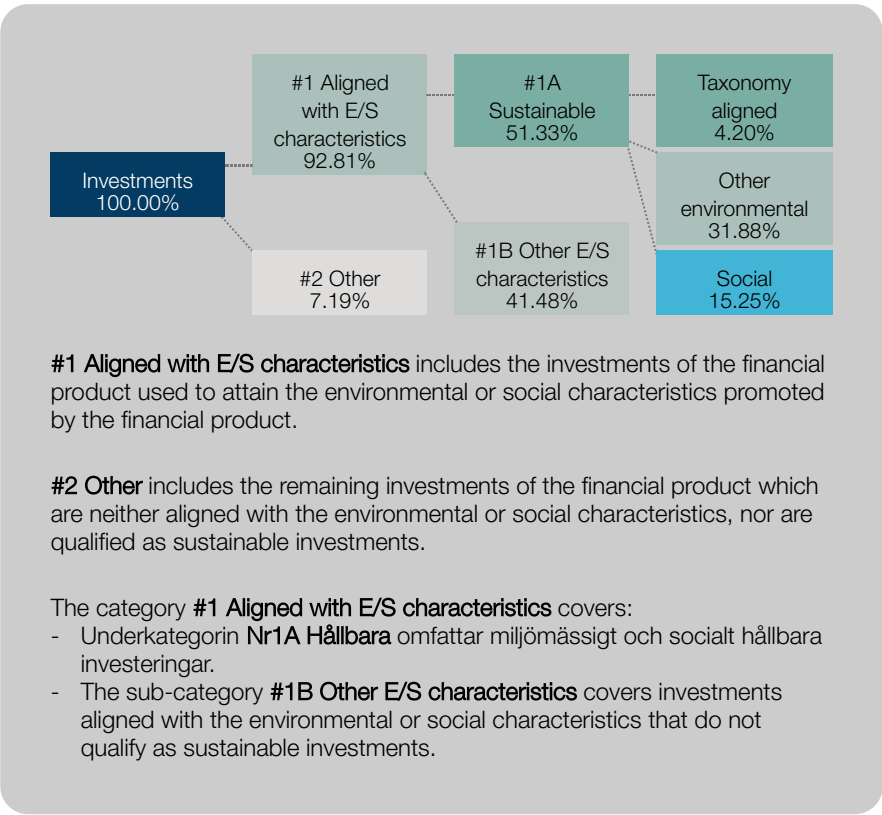 #1 Aligned
with E/S
characteristics
92.81%
#1A
Sustainable
51.33%
Taxonomy
aligned
4.20%
Investments
100.00%
Other
environmental
31.88%
#2 Other
7.19%
#1B Other E/S
characteristics
41.48%
Social
15.25%
#1 Aligned with E/S characteristics includes the investments of the financial
product used to attain the environmental or social characteristics promoted
by the financial product.
#2 Other includes the remaining investments of the financial product which
are neither aligned with the environmental or social characteristics, nor are
qualified as sustainable investments.
The category #1 Aligned with E/S characteristics covers:
- Underkategorin Nr1A Hållbara omfattar miljömässigt och socialt hållbara
investeringar.
- The sub-category #1B Other E/S characteristics covers investments
aligned with the environmental or social characteristics that do not
qualify as sustainable investments.